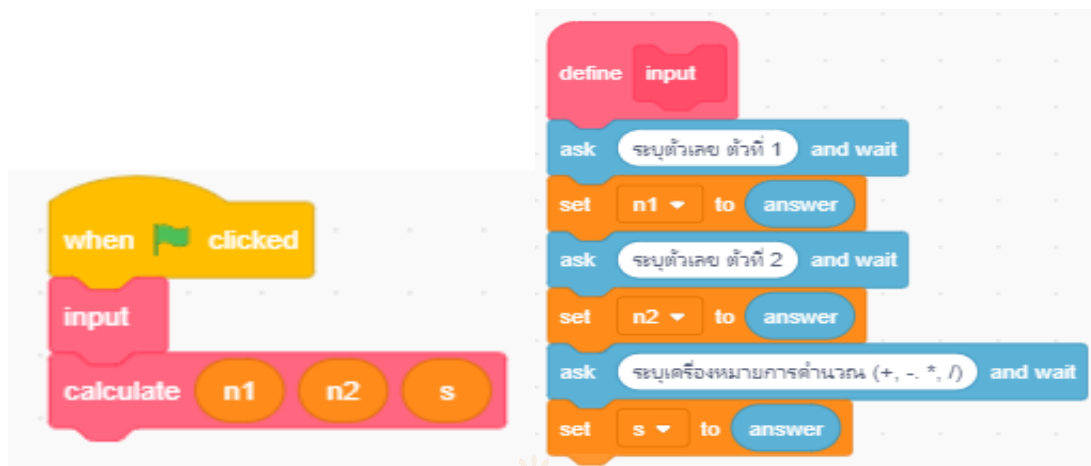 when clicked
input
calculate n1 n2 s
define input
ask ระบุตัวเลข ตัวที่ 1 and wait
set n1 to answer
ask ระบุตัวเลข ตัวที่ 2 and wait
set n2 to answer
ask ระบุเครื่องหมายการคำนวณ (+, -. *, /) and wait
set s to answer